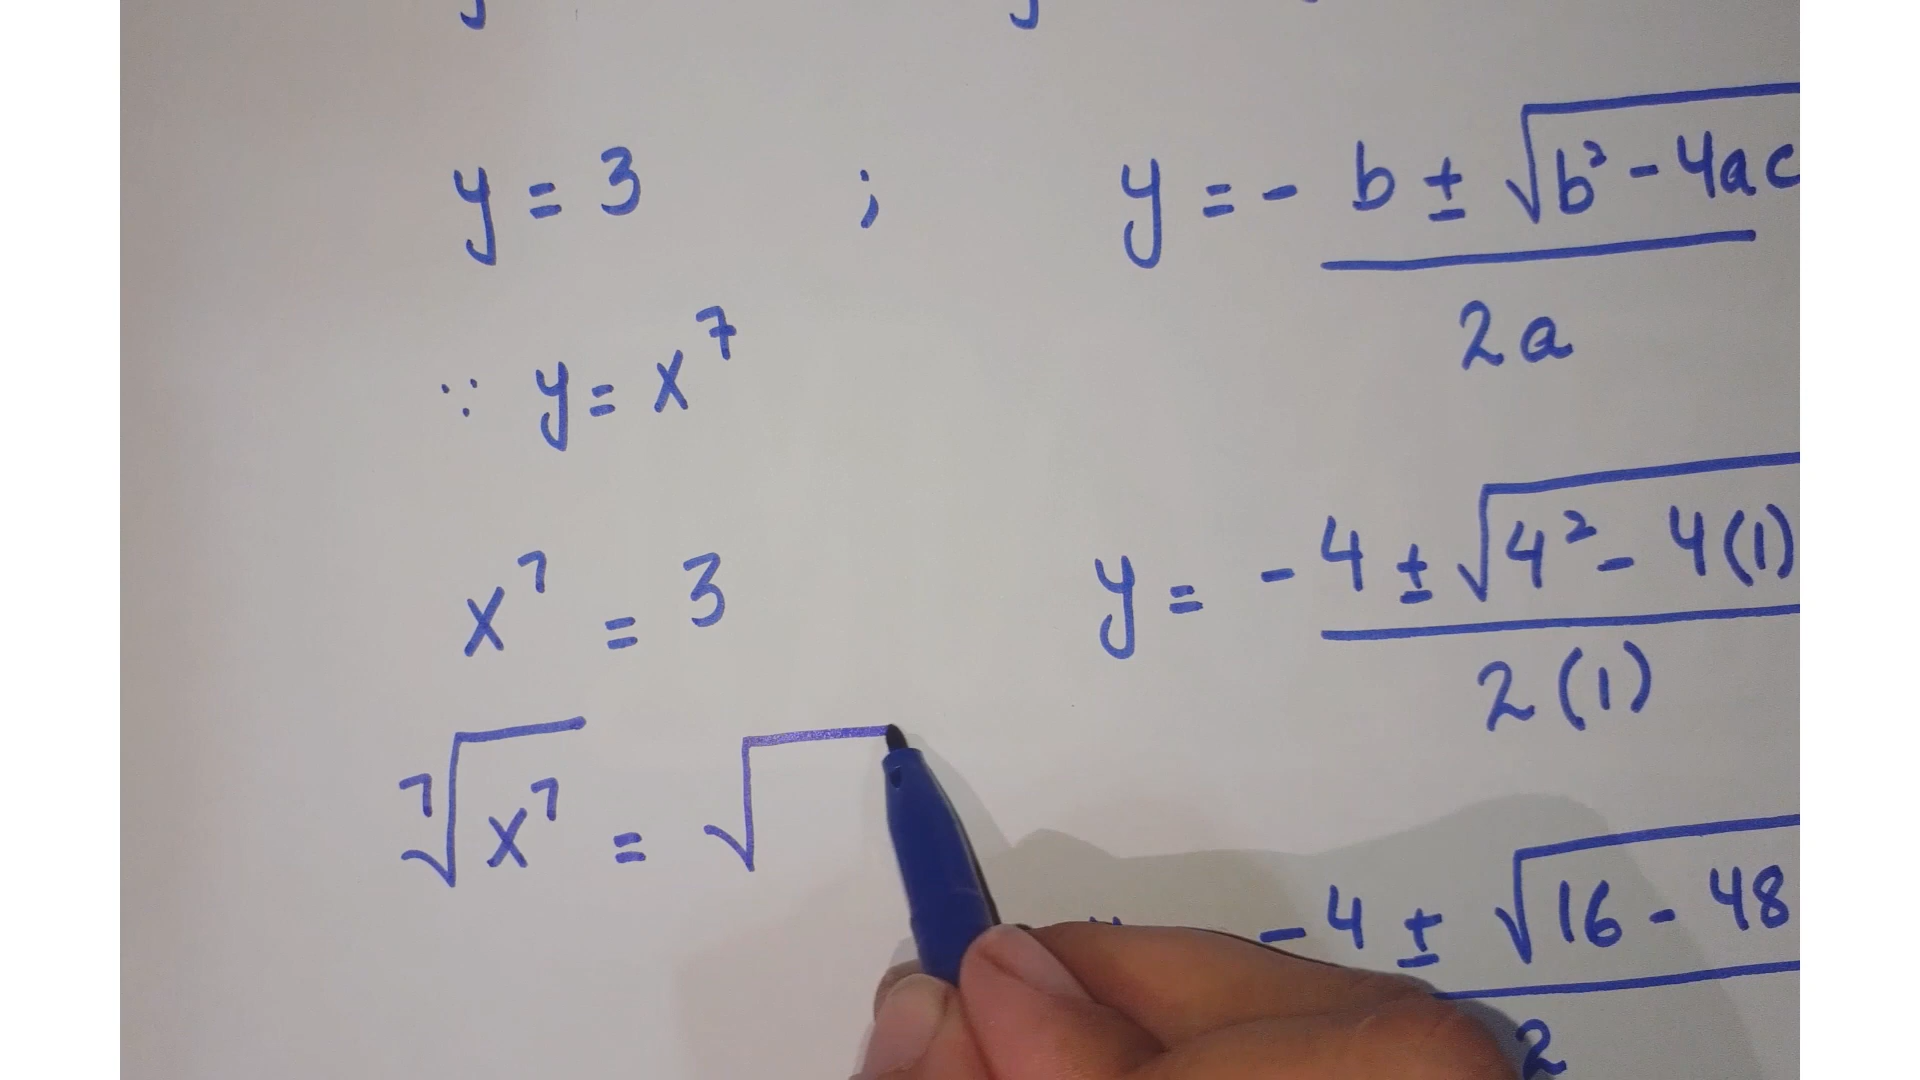 y = 3 ; y = - b ± √b² - 4ac
2a
∵ y = x⁷
x⁷ = 3 y = - 4 ± √4² - 4(1)
2(1)
⁷√x⁷ = √
- 4 ± √16 - 48
2